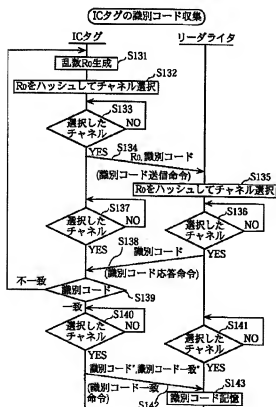 ICタグの識別コード収集
ICタグ
リーダライタ
S131
乱数R0生成
S132
R0をハッシュしてチャネル選択
S133
選択した
チャネル
NO
YES
S134
R0, 識別コード
(識別コード送信命令)
S135
R0をハッシュしてチャネル選択
S137
選択した
チャネル
NO
YES
S136
選択した
チャネル
NO
YES
S138
識別コード
(識別コード応答命令)
不一致
識別コード
S139
一致
S140
選択した
チャネル
NO
YES
S141
選択した
チャネル
NO
YES
識別コード",識別コード一致"
(識別コード一致
命令)
S142
S143
識別コード記憶